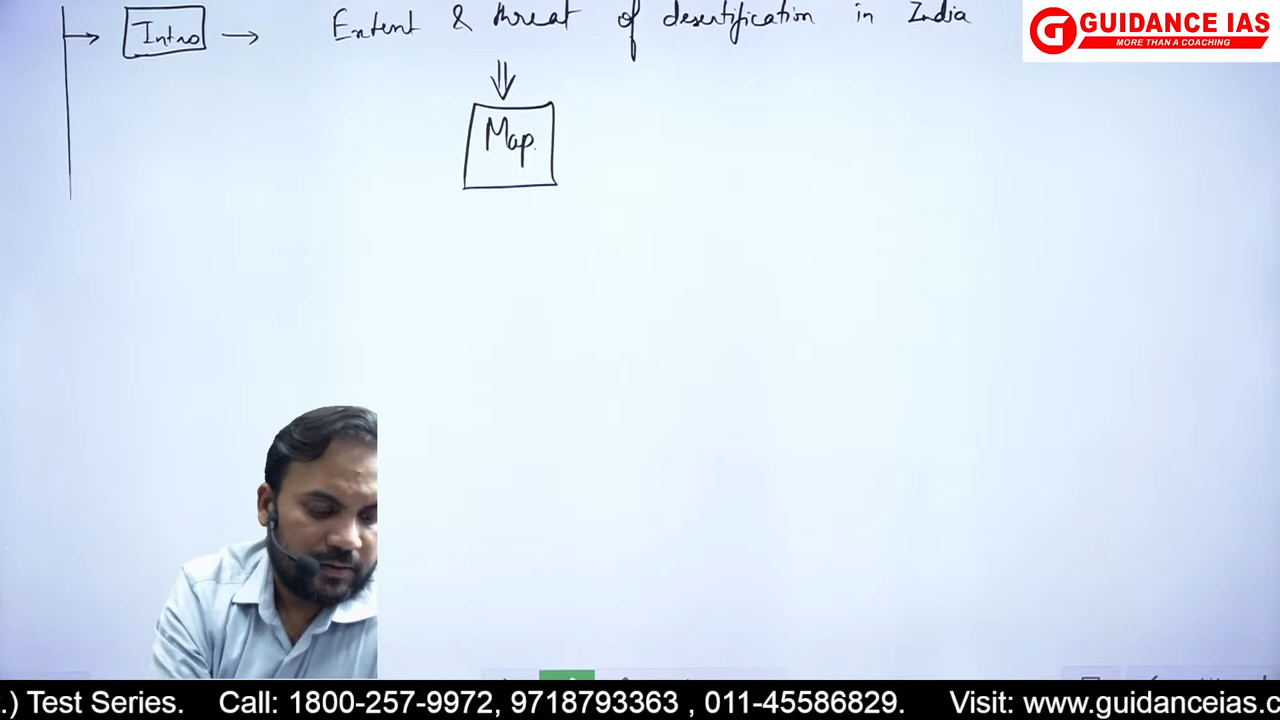 Intro → Extent & threat of desertification in India
GUIDANCE IAS
MORE THAN A COACHING
Map.
.) Test Series. Call: 1800-257-9972, 9718793363 , 011-45586829. Visit: www.guidanceias.c